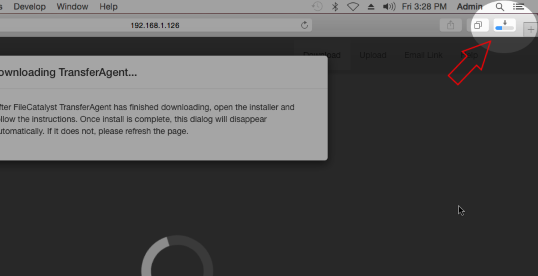 Develop Window Help Fri 3:28 PM Admin
192.168.1.126
Download Upload Email Link
ownloading TransferAgent...
fter FileCatalyst TransferAgent has finished downloading, open the installer and
llow the instructions. Once install is complete, this dialog will disappear
utomatically. If it does not, please refresh the page.